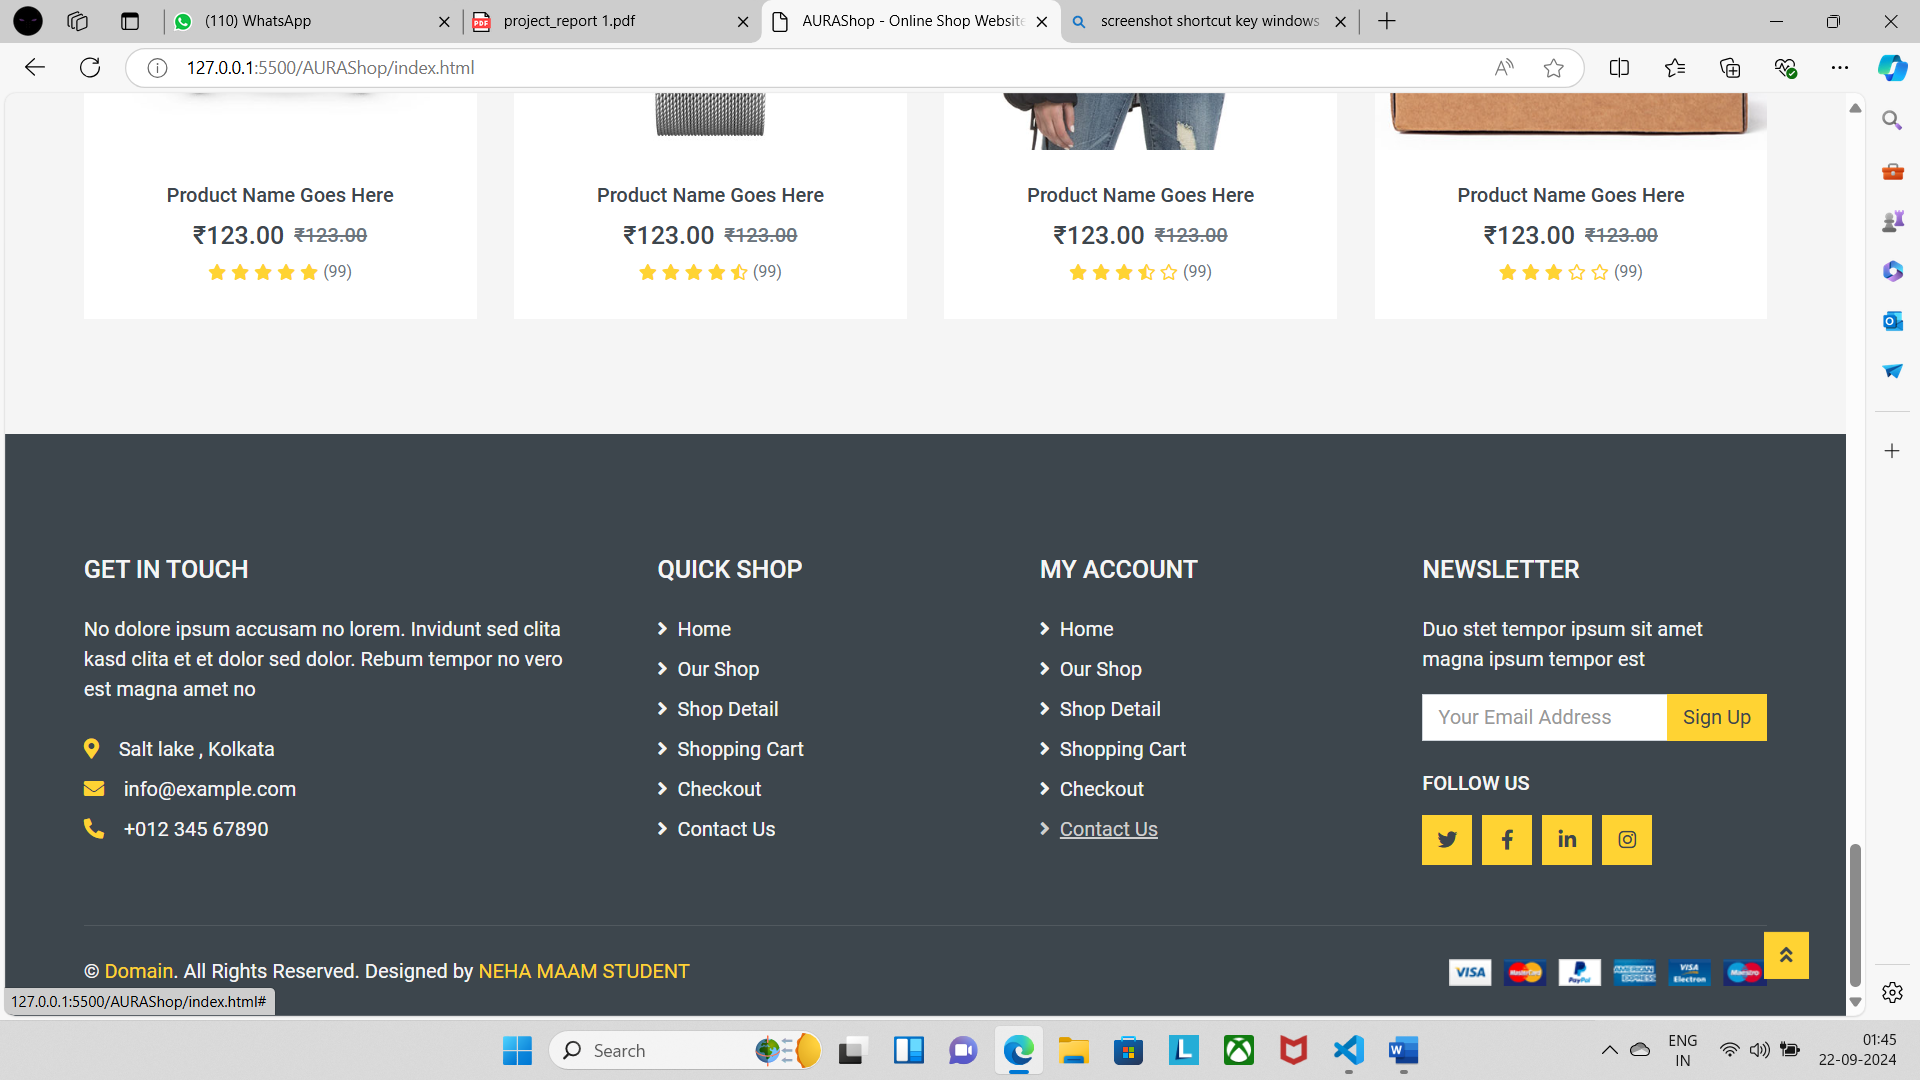 (110) WhatsApp
project_report 1.pdf
AURAShop - Online Shop Website
screenshot shortcut key windows
127.0.0.1:5500/AURAShop/index.html
Product Name Goes Here
₹123.00 ₹123.00
(99)
Product Name Goes Here
₹123.00 ₹123.00
(99)
Product Name Goes Here
₹123.00 ₹123.00
(99)
Product Name Goes Here
₹123.00 ₹123.00
(99)
GET IN TOUCH
No dolore ipsum accusam no lorem. Invidunt sed clita
kasd clita et et dolor sed dolor. Rebum tempor no vero
est magna amet no
Salt lake , Kolkata
info@example.com
+012 345 67890
QUICK SHOP
Home
Our Shop
Shop Detail
Shopping Cart
Checkout
Contact Us
MY ACCOUNT
Home
Our Shop
Shop Detail
Shopping Cart
Checkout
Contact Us
NEWSLETTER
Duo stet tempor ipsum sit amet
magna ipsum tempor est
Your Email Address
Sign Up
FOLLOW US
© Domain. All Rights Reserved. Designed by NEHA MAAM STUDENT
VISA
MasterCard
PayPal
AMERICAN EXPRESS
VISA Electron
Maestro
127.0.0.1:5500/AURAShop/index.html#
Search
ENG
IN
01:45
22-09-2024